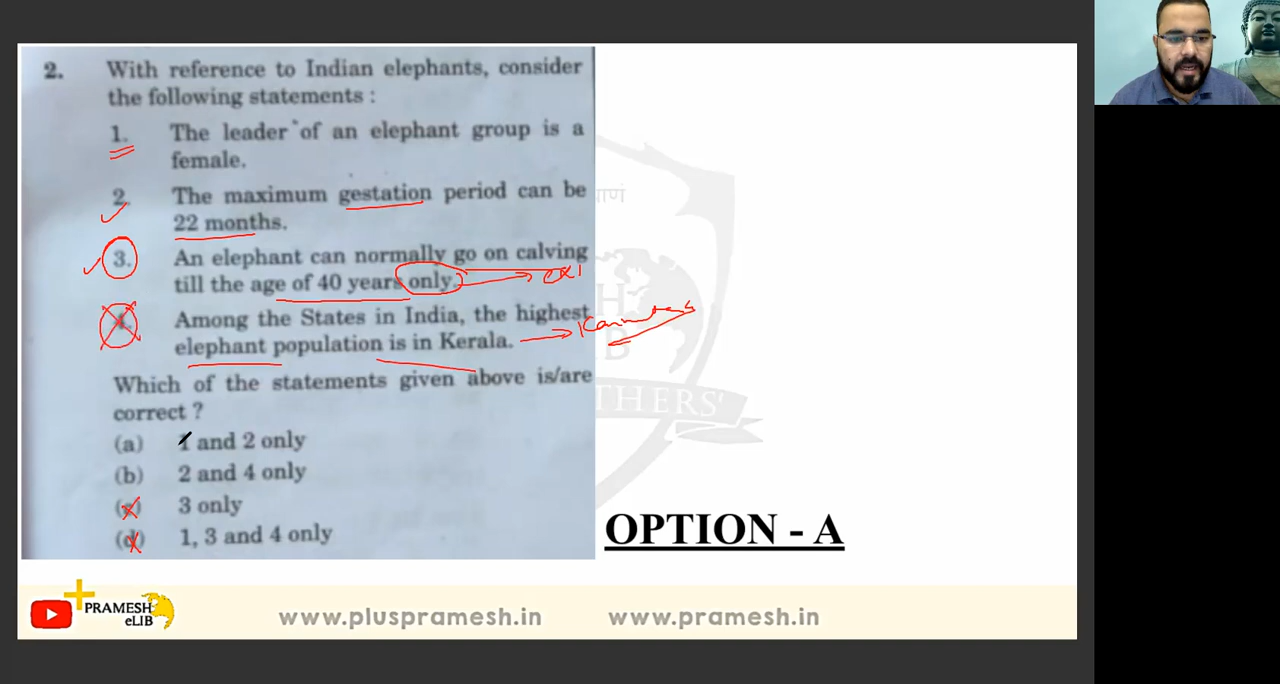 2. With reference to Indian elephants, consider
the following statements :
1. The leader of an elephant group is a
female.
2. The maximum gestation period can be
22 months.
3. An elephant can normally go on calving
till the age of 40 years only.
4. Among the States in India, the highest
elephant population is in Kerala.
Which of the statements given above is/are
correct ?
(a) 1 and 2 only
(b) 2 and 4 only
(c) 3 only
(d) 1, 3 and 4 only
OPTION - A
PRAMESH
eLIB
www.pluspramesh.in
www.pramesh.in
THERS'